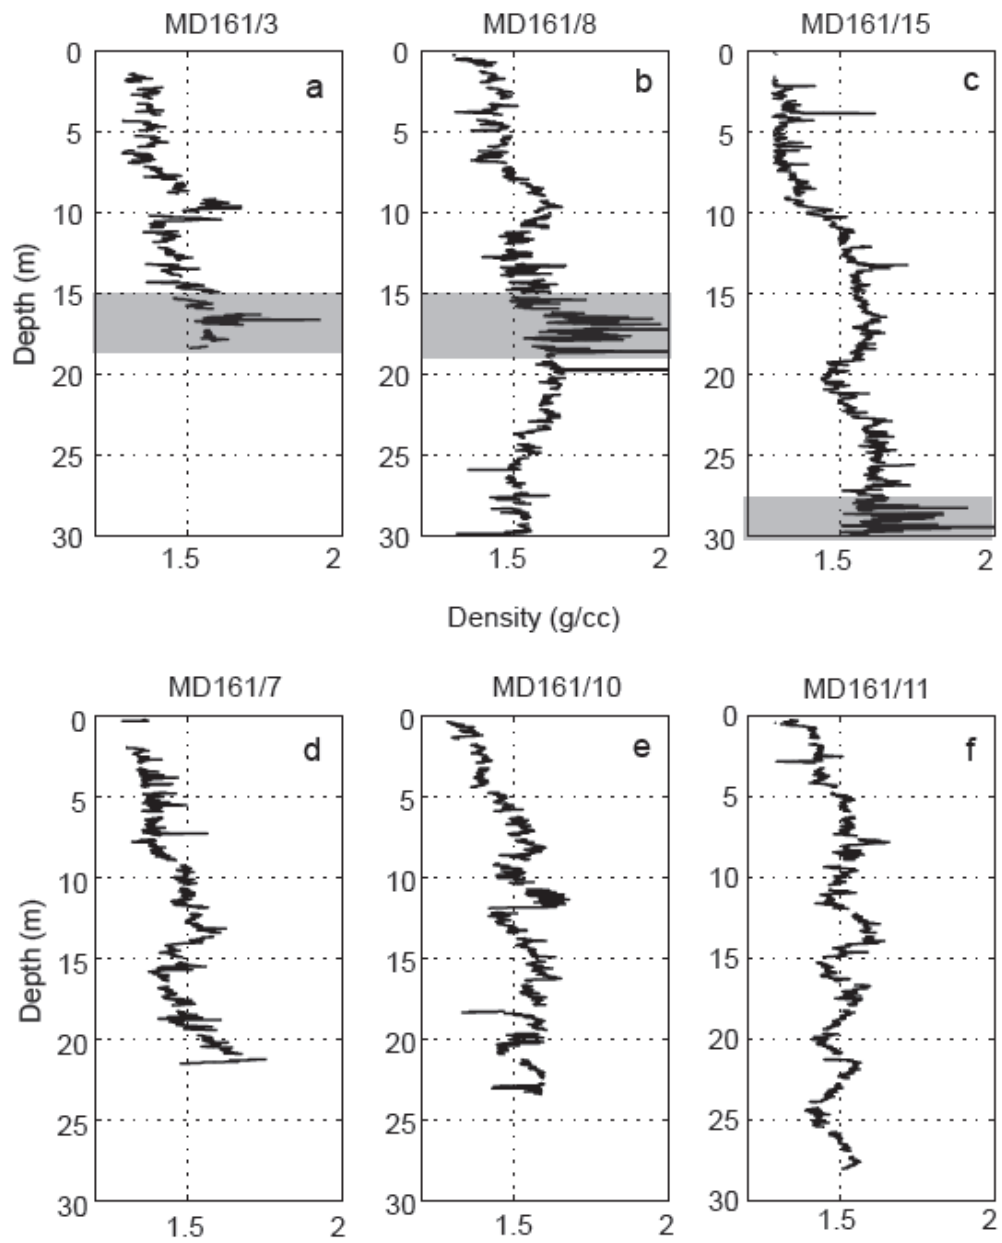 MD161/3 MD161/8 MD161/15
0 0 0
a b c
5 5 5
10 10 10
Depth (m)
15 15 15
20 20 20
25 25 25
30 30 30
1.5 2 1.5 2 1.5 2
Density (g/cc)
MD161/7 MD161/10 MD161/11
0 0 0
d e f
5 5 5
10 10 10
Depth (m)
15 15 15
20 20 20
25 25 25
30 30 30
1.5 2 1.5 2 1.5 2